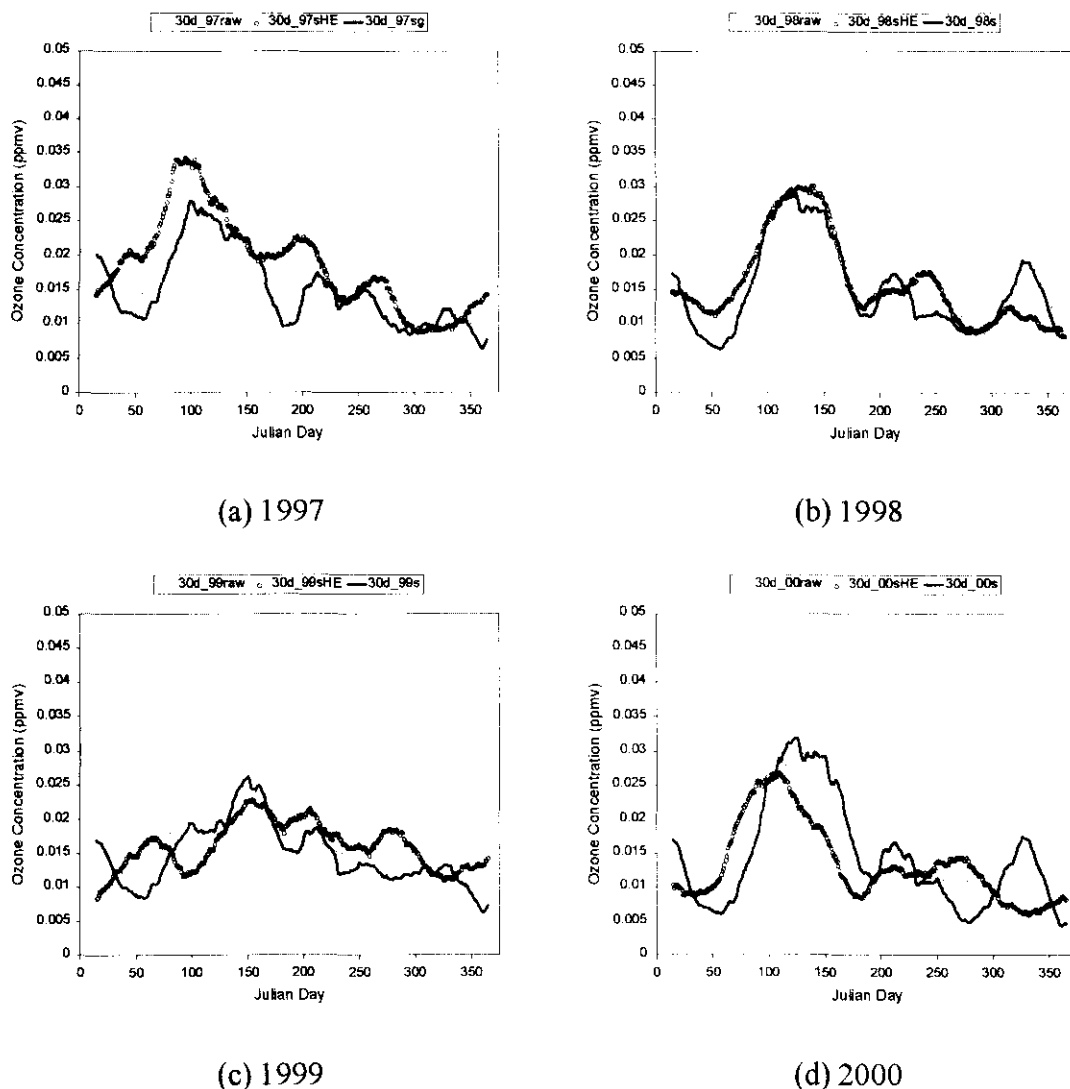 30d_97raw 30d_97sHE 30d_97sg
0.05
0.045
0.04
0.035
0.03
0.025
0.02
0.015
0.01
0.005
0
Ozone Concentration (ppmv)
0 50 100 150 200 250 300 350
Julian Day
(a) 1997
30d_98raw 30d_98sHE 30d_98s
0.05
0.045
0.04
0.035
0.03
0.025
0.02
0.015
0.01
0.005
0
Ozone Concentration (ppmv)
0 50 100 150 200 250 300 350
Julian Day
(b) 1998
30d_99raw 30d_99sHE 30d_99s
0.05
0.045
0.04
0.035
0.03
0.025
0.02
0.015
0.01
0.005
0
Ozone Concentration (ppmv)
0 50 100 150 200 250 300 350
Julian Day
(c) 1999
30d_00raw 30d_00sHE 30d_00s
0.05
0.045
0.04
0.035
0.03
0.025
0.02
0.015
0.01
0.005
0
Ozone Concentration (ppmv)
0 50 100 150 200 250 300 350
Julian Day
(d) 2000